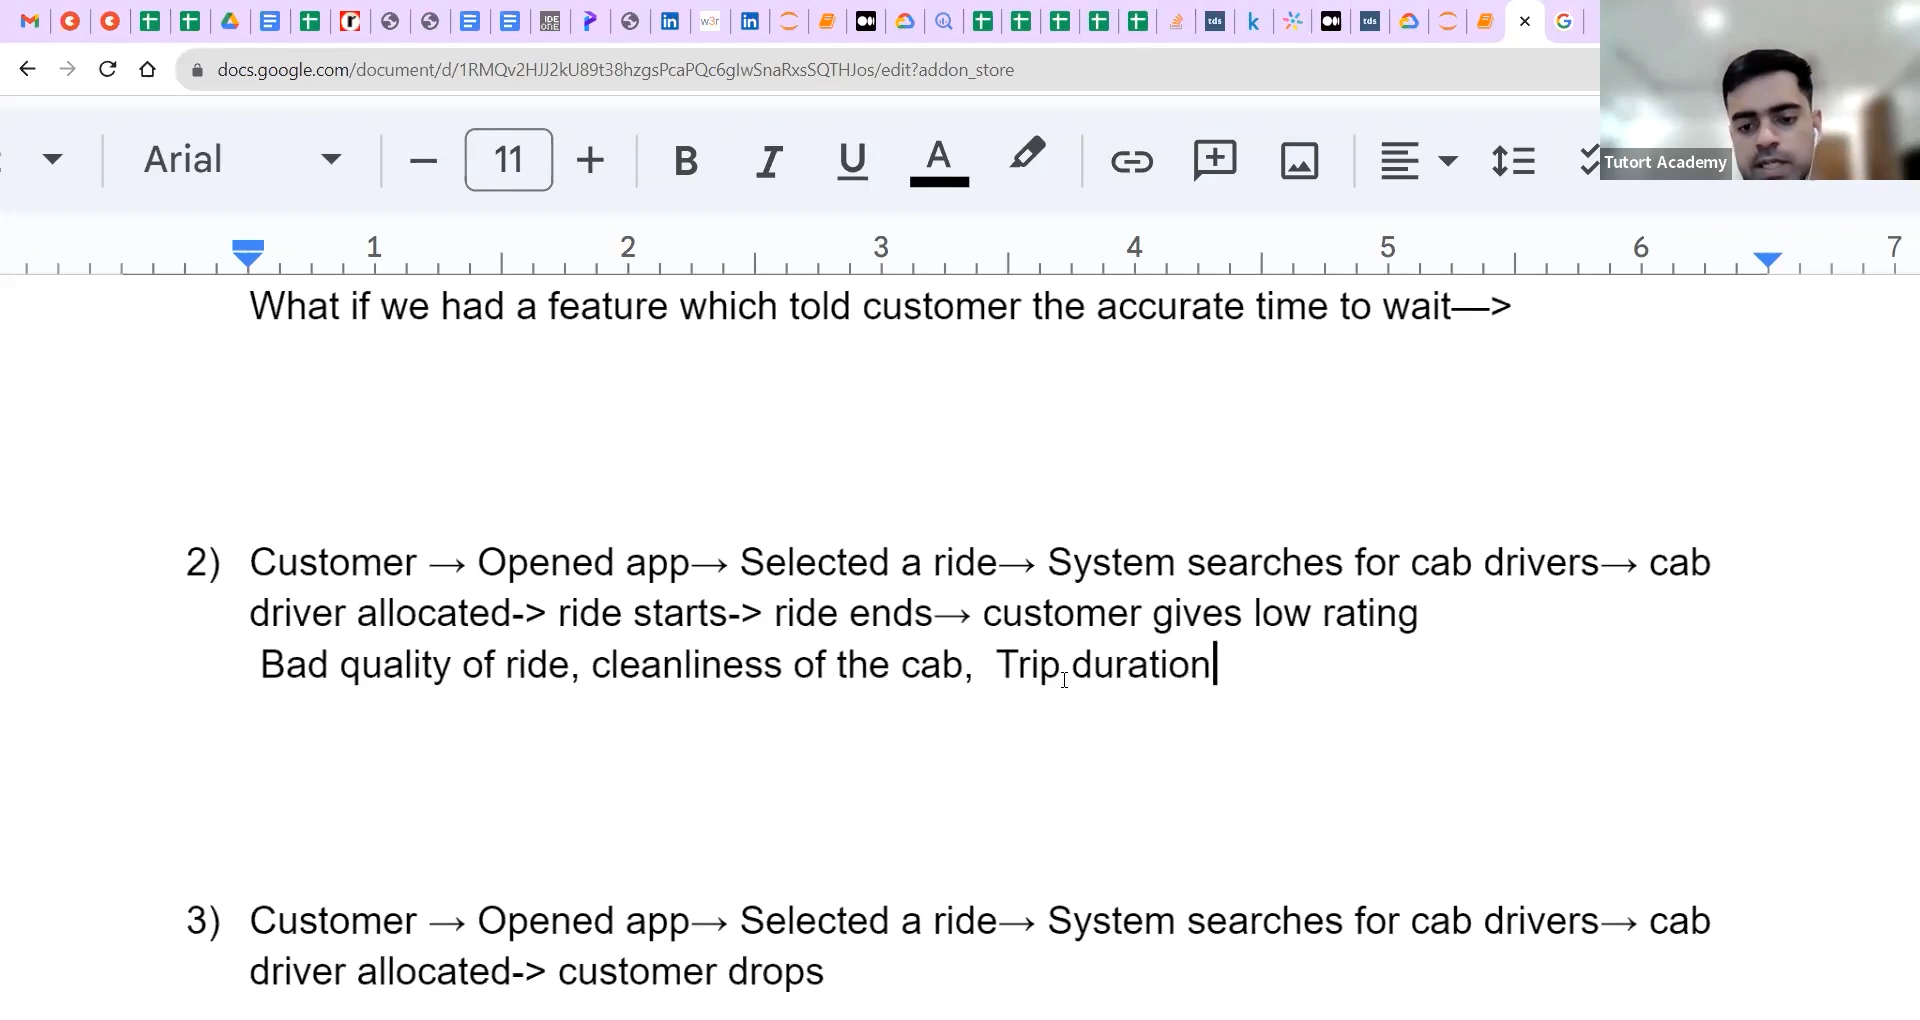 docs.google.com/document/d/1RMQv2HJJ2kU89t38hzgsPcaPQc6gIwSnaRxsSQTHJos/edit?addon_store
Arial
11
B I U A
Tutort Academy
1 2 3 4 5 6 7
What if we had a feature which told customer the accurate time to wait—>
2) Customer → Opened app→ Selected a ride→ System searches for cab drivers→ cab
driver allocated-> ride starts-> ride ends→ customer gives low rating
Bad quality of ride, cleanliness of the cab, Trip duration
3) Customer → Opened app→ Selected a ride→ System searches for cab drivers→ cab
driver allocated-> customer drops